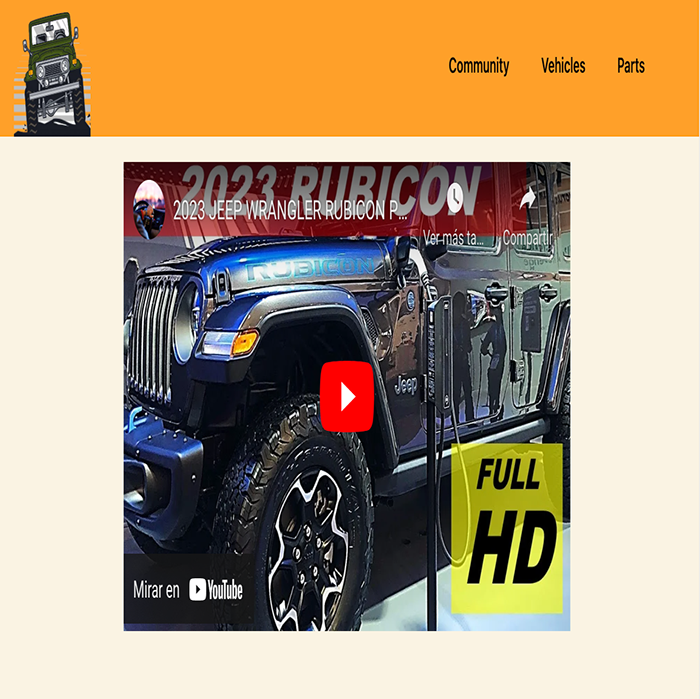 Community Vehicles Parts
2023 RUBICON
2023 JEEP WRANGLER RUBICON P...
Ver más ta... Compartir
RUBICON
Jeep
FULL
HD
Mirar en YouTube